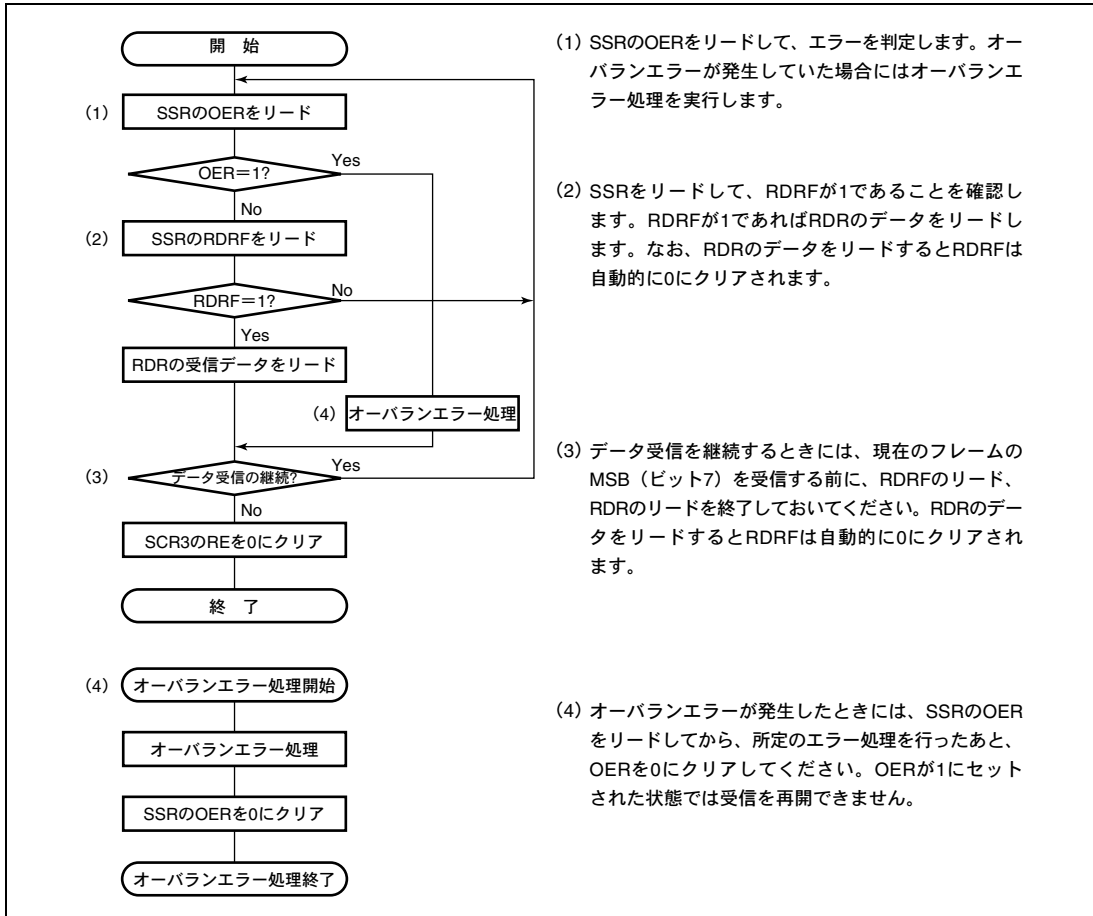 開　始
(1) SSRのOERをリード
OER＝1?
Yes
No
(2) SSRのRDRFをリード
RDRF＝1?
No
Yes
RDRの受信データをリード
(4) オーバランエラー処理
(3) データ受信の継続?
Yes
No
SCR3のREを0にクリア
終　了
(4) オーバランエラー処理開始
オーバランエラー処理
SSRのOERを0にクリア
オーバランエラー処理終了
(1) SSRのOERをリードして、エラーを判定します。オー
バランエラーが発生していた場合にはオーバランエ
ラー処理を実行します。
(2) SSRをリードして、RDRFが1であることを確認し
ます。RDRFが1であればRDRのデータをリードし
ます。なお、RDRのデータをリードするとRDRFは
自動的に0にクリアされます。
(3) データ受信を継続するときには、現在のフレームの
MSB（ビット7）を受信する前に、RDRFのリード、
RDRのリードを終了しておいてください。RDRのデー
タをリードするとRDRFは自動的に0にクリアされ
ます。
(4) オーバランエラーが発生したときには、SSRのOER
をリードしてから、所定のエラー処理を行ったあと、
OERを0にクリアしてください。OERが1にセット
された状態では受信を再開できません。